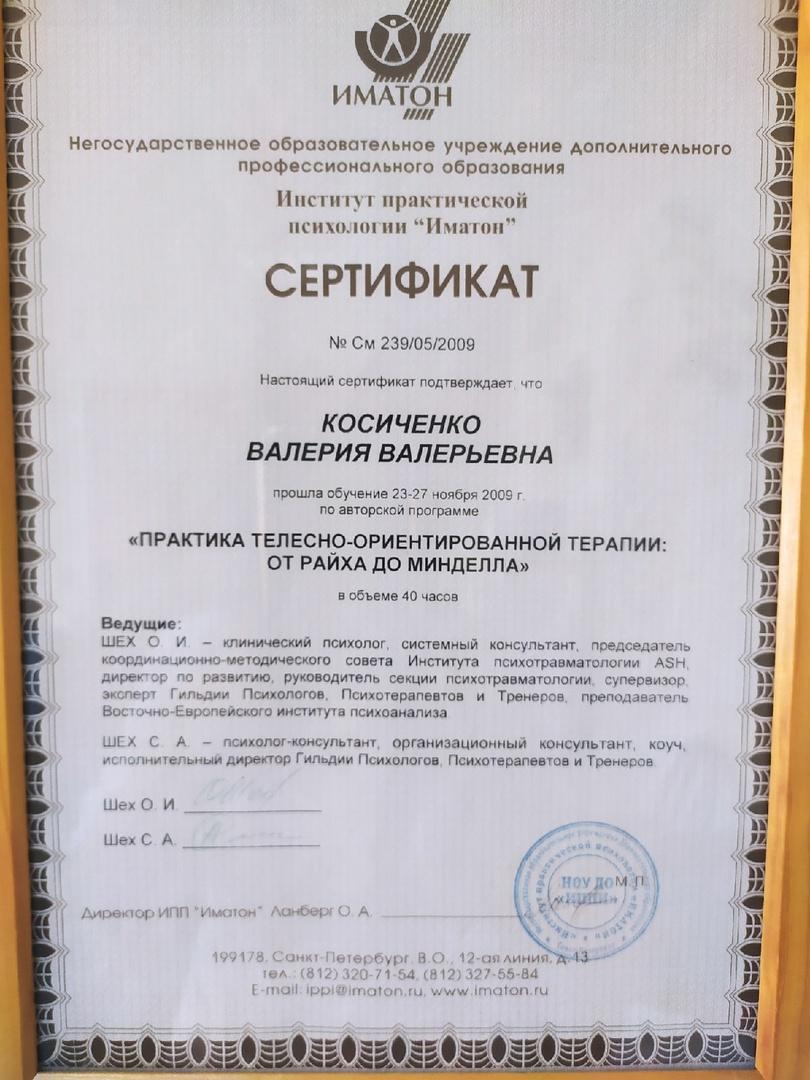 ИМАТОН
Негосударственное образовательное учреждение дополнительного
профессионального образования
Институт практической
психологии “Иматон”
СЕРТИФИКАТ
№ См 239/05/2009
Настоящий сертификат подтверждает, что
КОСИЧЕНКО
ВАЛЕРИЯ ВАЛЕРЬЕВНА
прошла обучение 23-27 ноября 2009 г.
по авторской программе
«ПРАКТИКА ТЕЛЕСНО-ОРИЕНТИРОВАННОЙ ТЕРАПИИ:
ОТ РАЙХА ДО МИНДЕЛЛА»
в объеме 40 часов
Ведущие:
ШЕХ О. И. – клинический психолог, системный консультант, председатель
координационно-методического совета Института психотравматологии ASH,
директор по развитию, руководитель секции психотравматологии, супервизор,
эксперт Гильдии Психологов, Психотерапевтов и Тренеров, преподаватель
Восточно-Европейского института психоанализа
ШЕХ С. А. – психолог-консультант, организационный консультант, коуч,
исполнительный директор Гильдии Психологов, Психотерапевтов и Тренеров
Шех О. И.
Шех С. А.
НОУ ДО М.П.
«ИППИ»
Директор ИПП “Иматон” Ланберг О. А.
199178, Санкт-Петербург, В.О., 12-ая линия, д. 13
тел.: (812) 320-71-54, (812) 327-55-84
E-mail: ippi@imaton.ru, www.imaton.ru